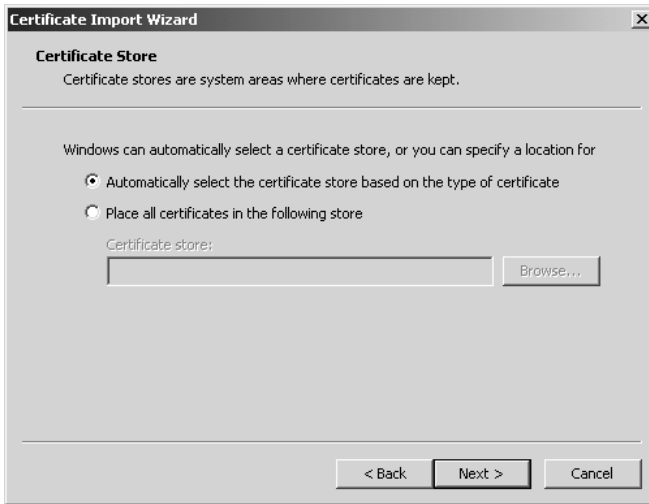 Certificate Import Wizard
Certificate Store
Certificate stores are system areas where certificates are kept.
Windows can automatically select a certificate store, or you can specify a location for
Automatically select the certificate store based on the type of certificate
Place all certificates in the following store
Certificate store:
Browse...
< Back
Next >
Cancel